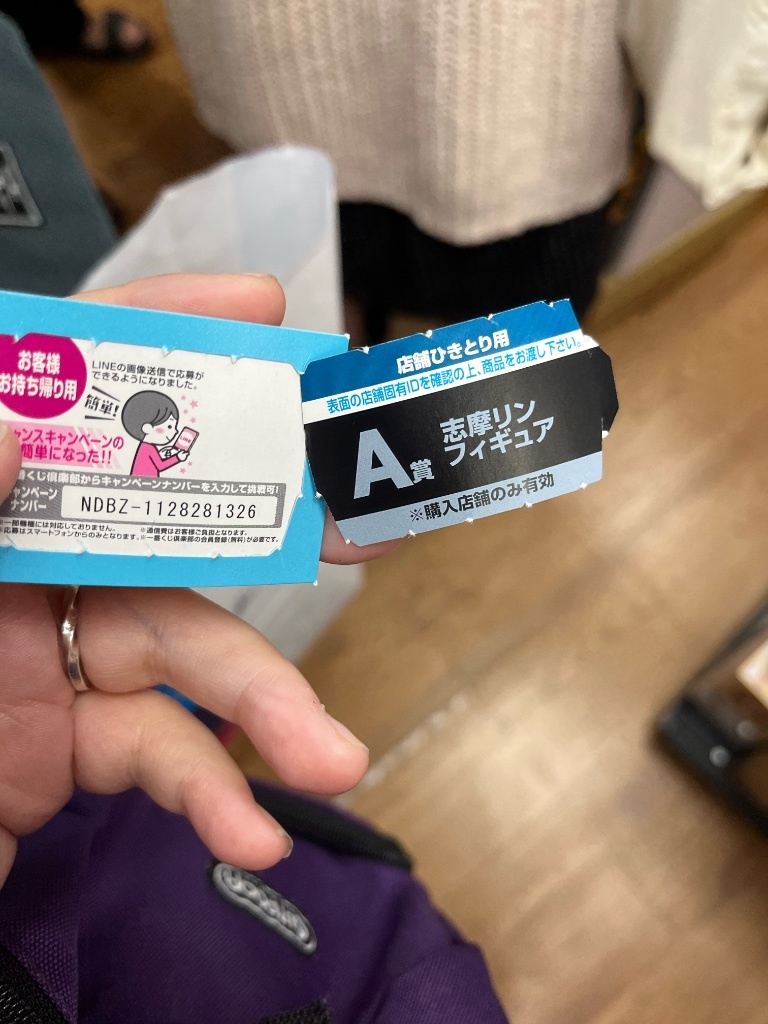 お客様
お持ち帰り用
LINEの画像送信で応募が
できるようになりました。
簡単!
ャンスキャンペーンの
簡単になった!!
番くじ倶楽部からキャンペーンナンバーを入力して挑戦可!
ャンペーン
ナンバー
NDBZ-1128281326
一部機種には対応しておりません。 ※通信費はお客様ご負担となります。
応募はスマートフォンからのみとなります。※一番くじ倶楽部の会員登録(無料)が必要です。
店舗ひきとり用
表面の店舗固有IDを確認の上、商品をお渡し下さい。
A賞
志摩リン
フィギュア
※購入店舗のみ有効